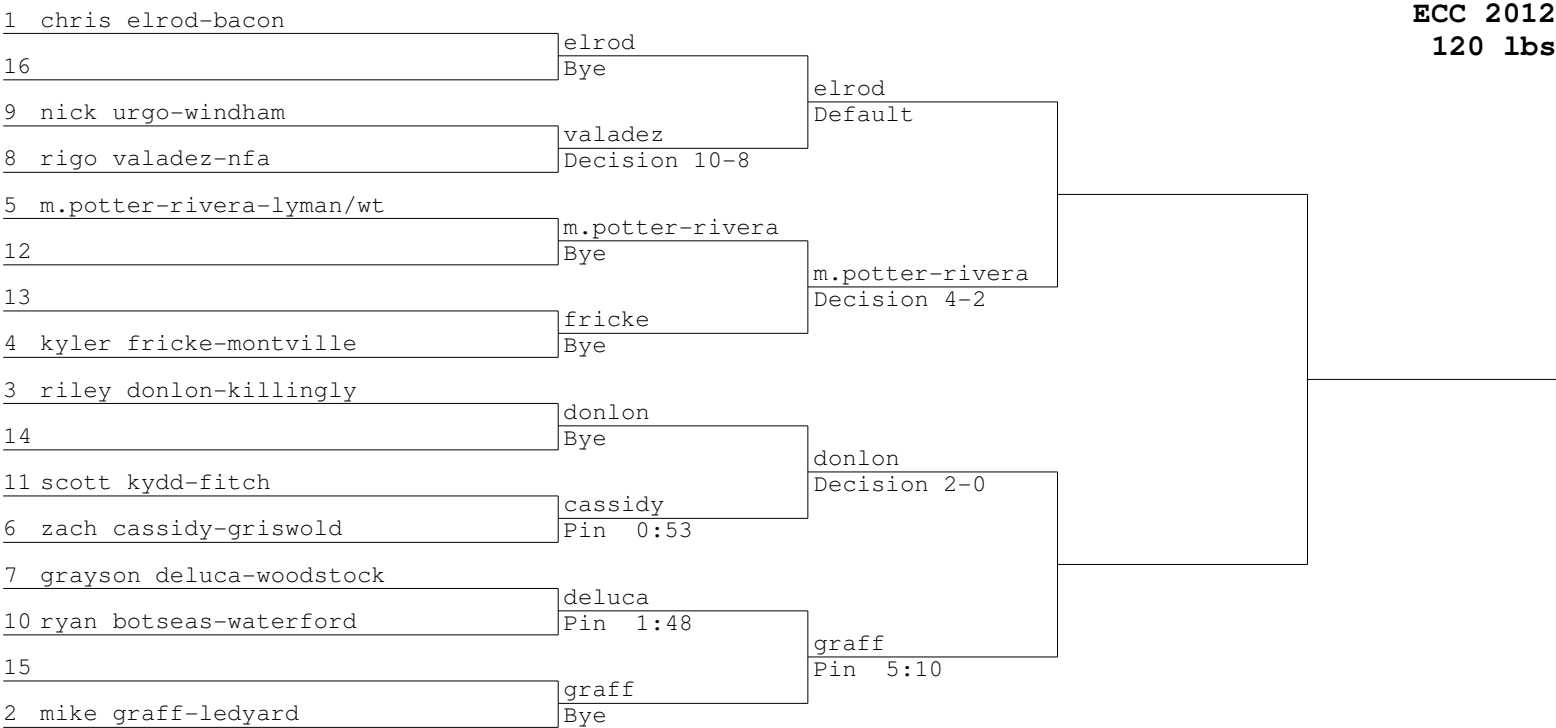 ECC 2012
120 lbs
1 chris elrod-bacon
16
9 nick urgo-windham
8 rigo valadez-nfa
5 m.potter-rivera-lyman/wt
12
13
4 kyler fricke-montville
3 riley donlon-killingly
14
11 scott kydd-fitch
6 zach cassidy-griswold
7 grayson deluca-woodstock
10 ryan botseas-waterford
15
2 mike graff-ledyard
elrod
Bye
valadez
Decision 10-8
m.potter-rivera
Bye
fricke
Bye
donlon
Bye
cassidy
Pin 0:53
deluca
Pin 1:48
graff
Bye
elrod
Default
m.potter-rivera
Decision 4-2
donlon
Decision 2-0
graff
Pin 5:10